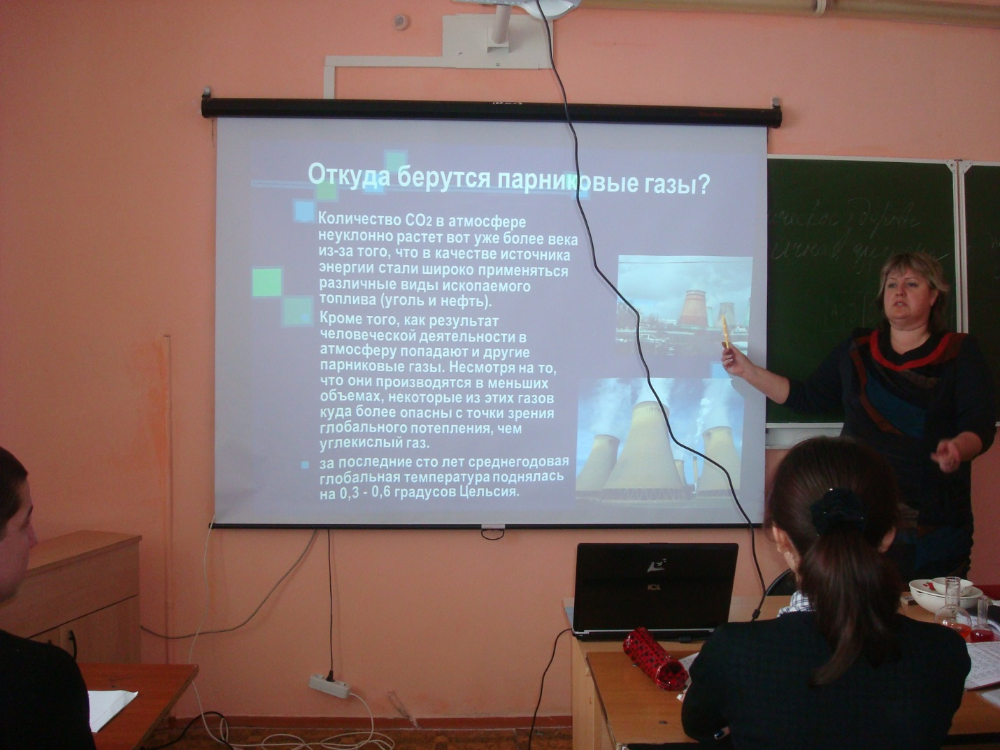 Откуда берутся парниковые газы?
Количество CO2 в атмосфере
неуклонно растет вот уже более века
из-за того, что в качестве источника
энергии стали широко применяться
различные виды ископаемого
топлива (уголь и нефть).
Кроме того, как результат
человеческой деятельности в
атмосферу попадают и другие
парниковые газы. Несмотря на то,
что они производятся в меньших
объемах, некоторые из этих газов
куда более опасны с точки зрения
глобального потепления, чем
углекислый газ.
за последние сто лет среднегодовая
глобальная температура поднялась
на 0,3 - 0,6 градусов Цельсия.